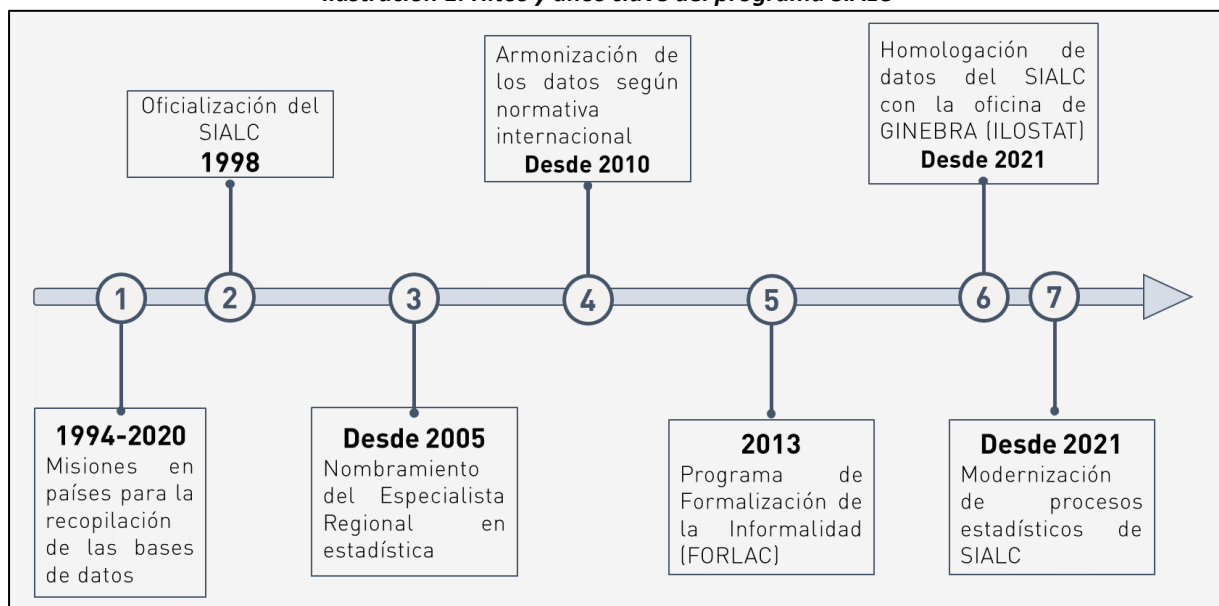 Oficialización del
SIALC
1998
Armonización de
los datos según
normativa
internacional
Desde 2010
Homologación de
datos del SIALC
con la oficina de
GINEBRA (ILOSTAT)
Desde 2021
1
2
3
4
5
6
7
1994-2020
Misiones en
países para la
recopilación
de las bases
de datos
Desde 2005
Nombramiento
del Especialista
Regional en
estadística
2013
Programa de
Formalización de
la Informalidad
(FORLAC)
Desde 2021
Modernización
de procesos
estadísticos de
SIALC